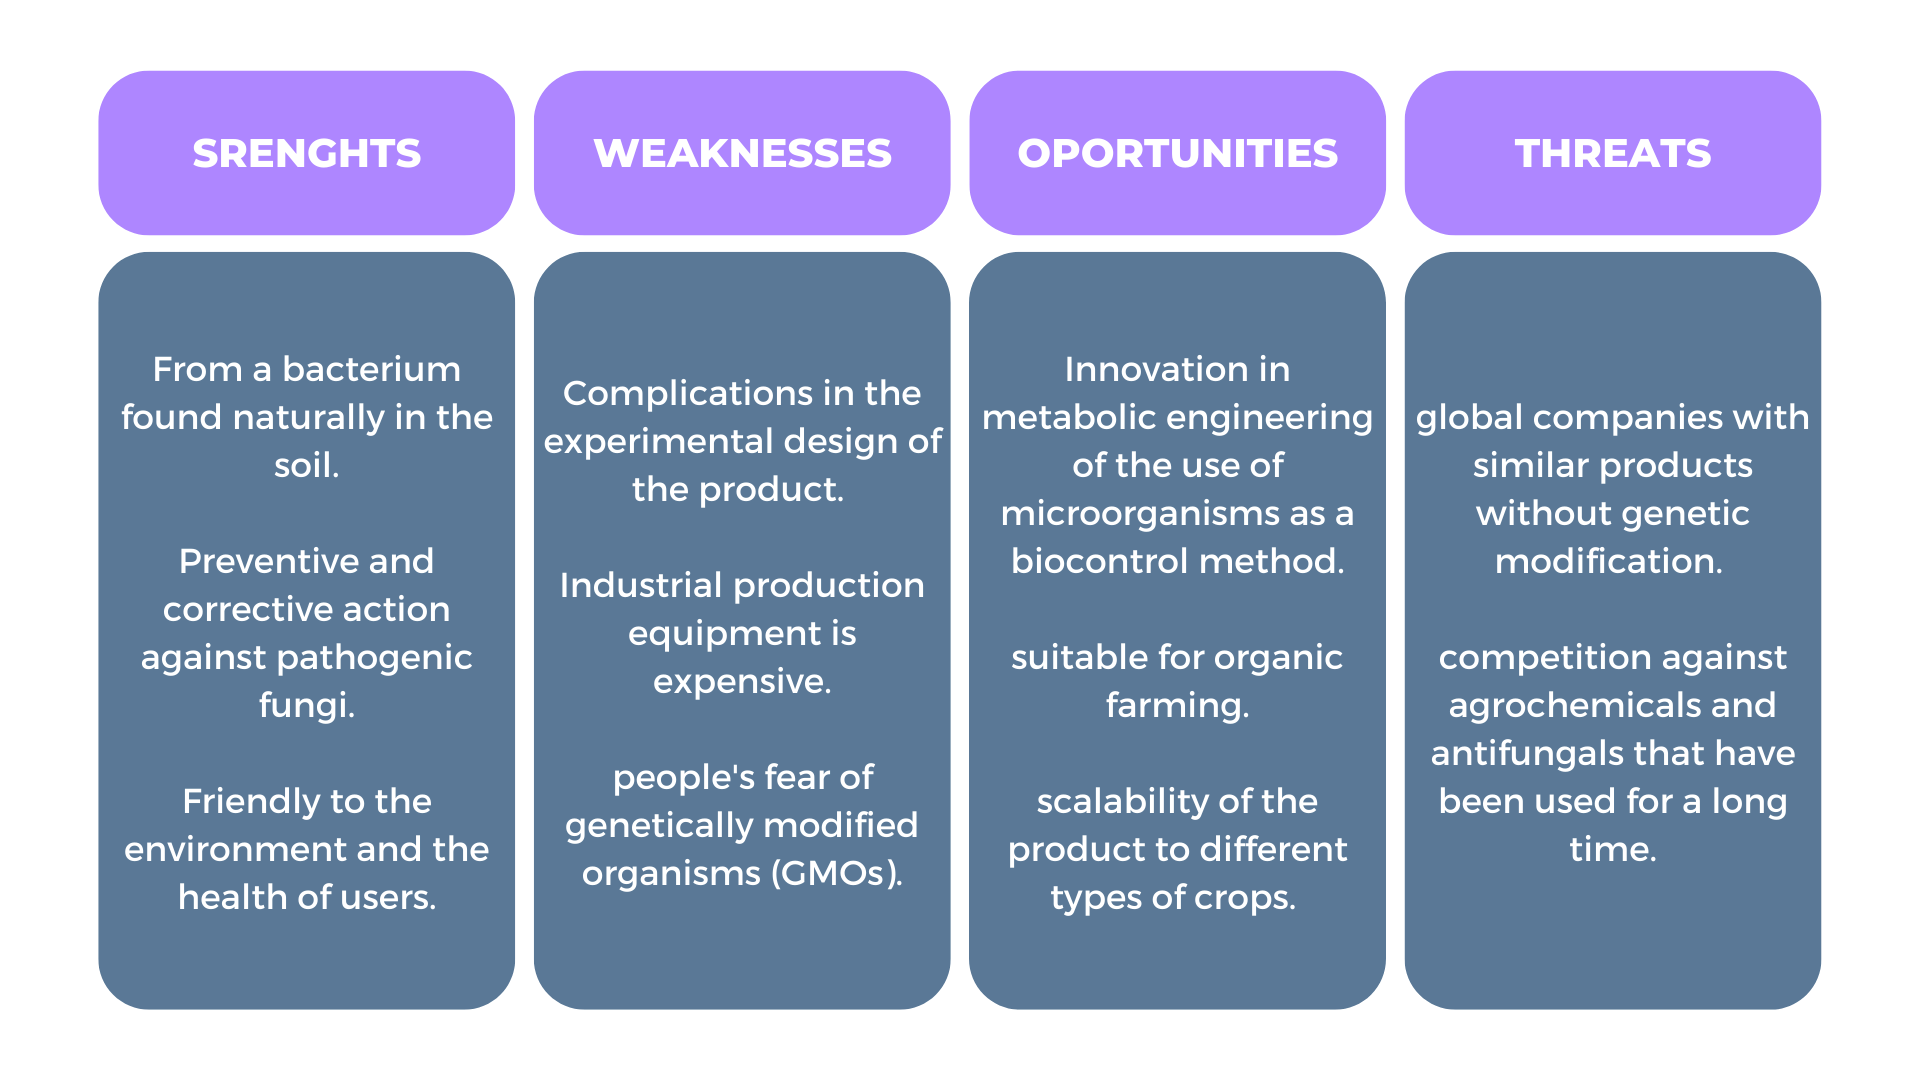 SRENGHTS
From a bacterium
found naturally in the
soil.
Preventive and
corrective action
against pathogenic
fungi.
Friendly to the
environment and the
health of users.
WEAKNESSES
Complications in the
experimental design of
the product.
Industrial production
equipment is
expensive.
people's fear of
genetically modified
organisms (GMOs).
OPORTUNITIES
Innovation in
metabolic engineering
of the use of
microorganisms as a
biocontrol method.
suitable for organic
farming.
scalability of the
product to different
types of crops.
THREATS
global companies with
similar products
without genetic
modification.
competition against
agrochemicals and
antifungals that have
been used for a long
time.